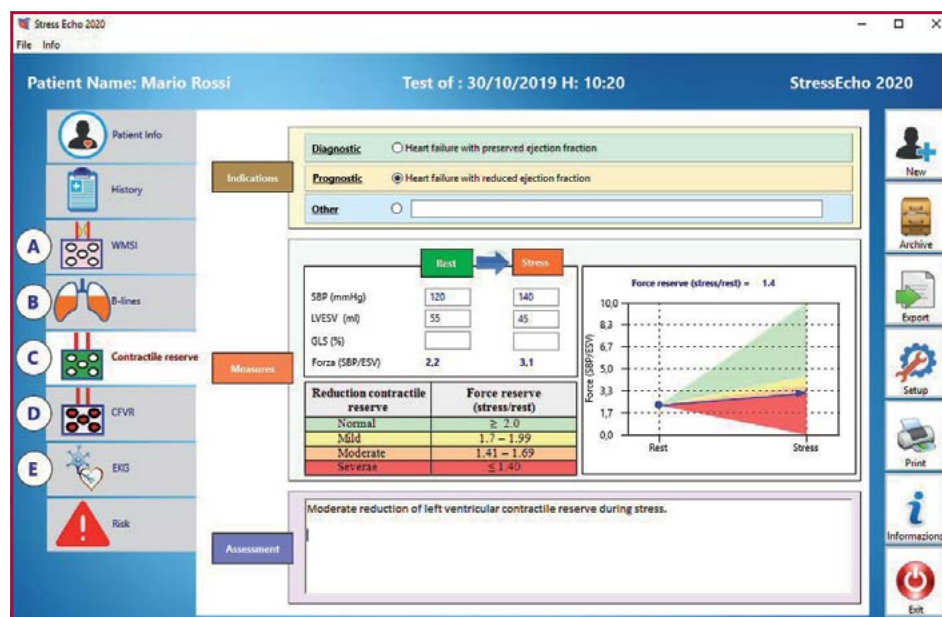 Stress Echo 2020
File Info
Patient Name: Mario Rossi
Test of : 30/10/2019 H: 10:20
StressEcho 2020
Patient Info
History
A
WMSI
B
B-lines
C
Contractile reserve
D
CFVR
E
EKG
Risk
Indications
Diagnostic Heart failure with preserved ejection fraction
Prognostic Heart failure with reduced ejection fraction
Other
Measures
Rest Stress
SBP (mmHg) 120 140
LVESV (ml) 55 45
GLS (%)
Forza (SBP/ESV) 2,2 3,1
Reduction contractile reserve
Force reserve (stress/rest)
Normal ≥ 2.0
Mild 1.7 – 1.99
Moderate 1.41 – 1.69
Severae ≤ 1.40
Force reserve (stress/rest) = 1.4
Force (SBP/ESV)
10,0
8,3
6,7
5,0
3,3
1,7
0,0
Rest Stress
Assessment
Moderate reduction of left ventricular contractile reserve during stress.
New
Archive
Export
Setup
Print
Informazioni
Exit